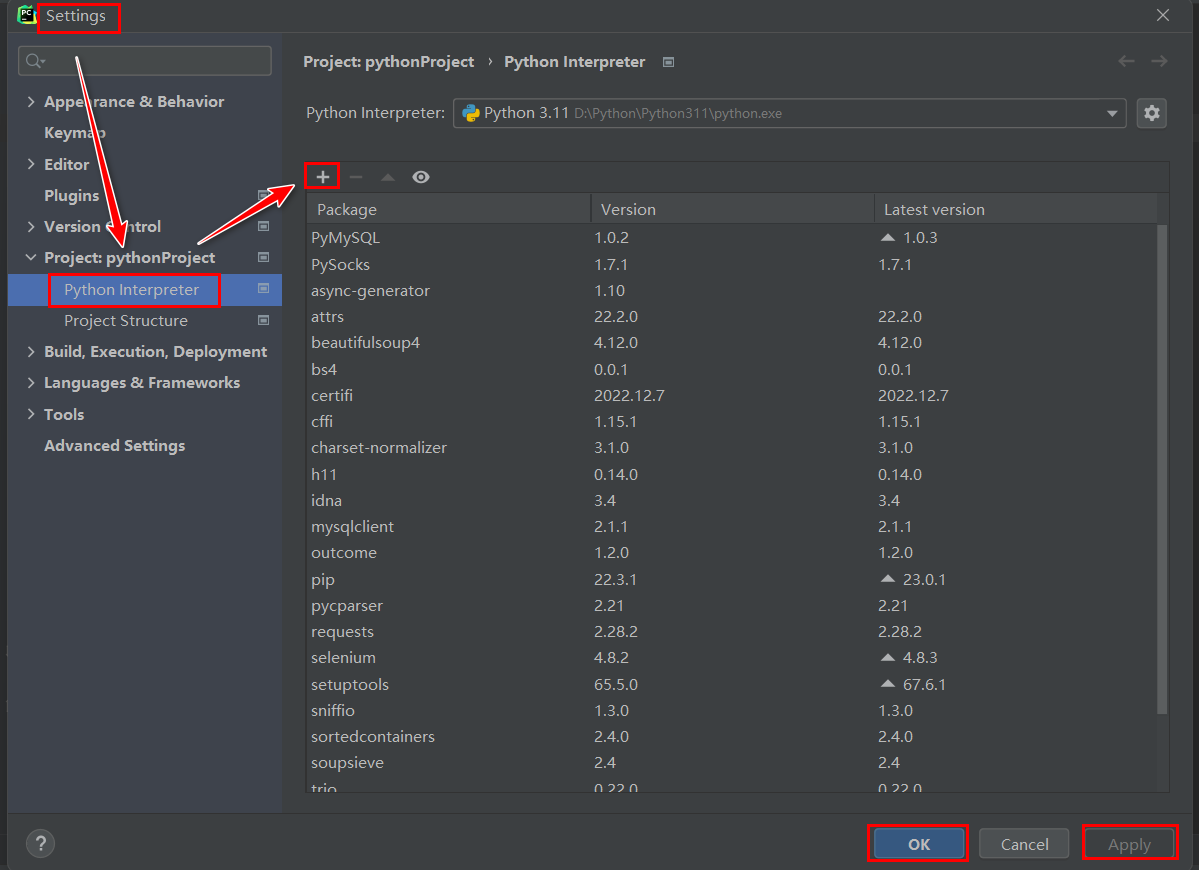 PC
Settings
Appearance & Behavior
Keymap
Editor
Plugins
Version Control
Project: pythonProject
Python Interpreter
Project Structure
Build, Execution, Deployment
Languages & Frameworks
Tools
Advanced Settings
Project: pythonProject › Python Interpreter
Python Interpreter: Python 3.11 D:\Python\Python311\python.exe
Package Version Latest version
PyMySQL 1.0.2 1.0.3
PySocks 1.7.1 1.7.1
async-generator 1.10
attrs 22.2.0 22.2.0
beautifulsoup4 4.12.0 4.12.0
bs4 0.0.1 0.0.1
certifi 2022.12.7 2022.12.7
cffi 1.15.1 1.15.1
charset-normalizer 3.1.0 3.1.0
h11 0.14.0 0.14.0
idna 3.4 3.4
mysqlclient 2.1.1 2.1.1
outcome 1.2.0 1.2.0
pip 22.3.1 23.0.1
pycparser 2.21 2.21
requests 2.28.2 2.28.2
selenium 4.8.2 4.8.3
setuptools 65.5.0 67.6.1
sniffio 1.3.0 1.3.0
sortedcontainers 2.4.0 2.4.0
soupsieve 2.4 2.4
trio 0.22.0 0.22.0
? OK Cancel Apply